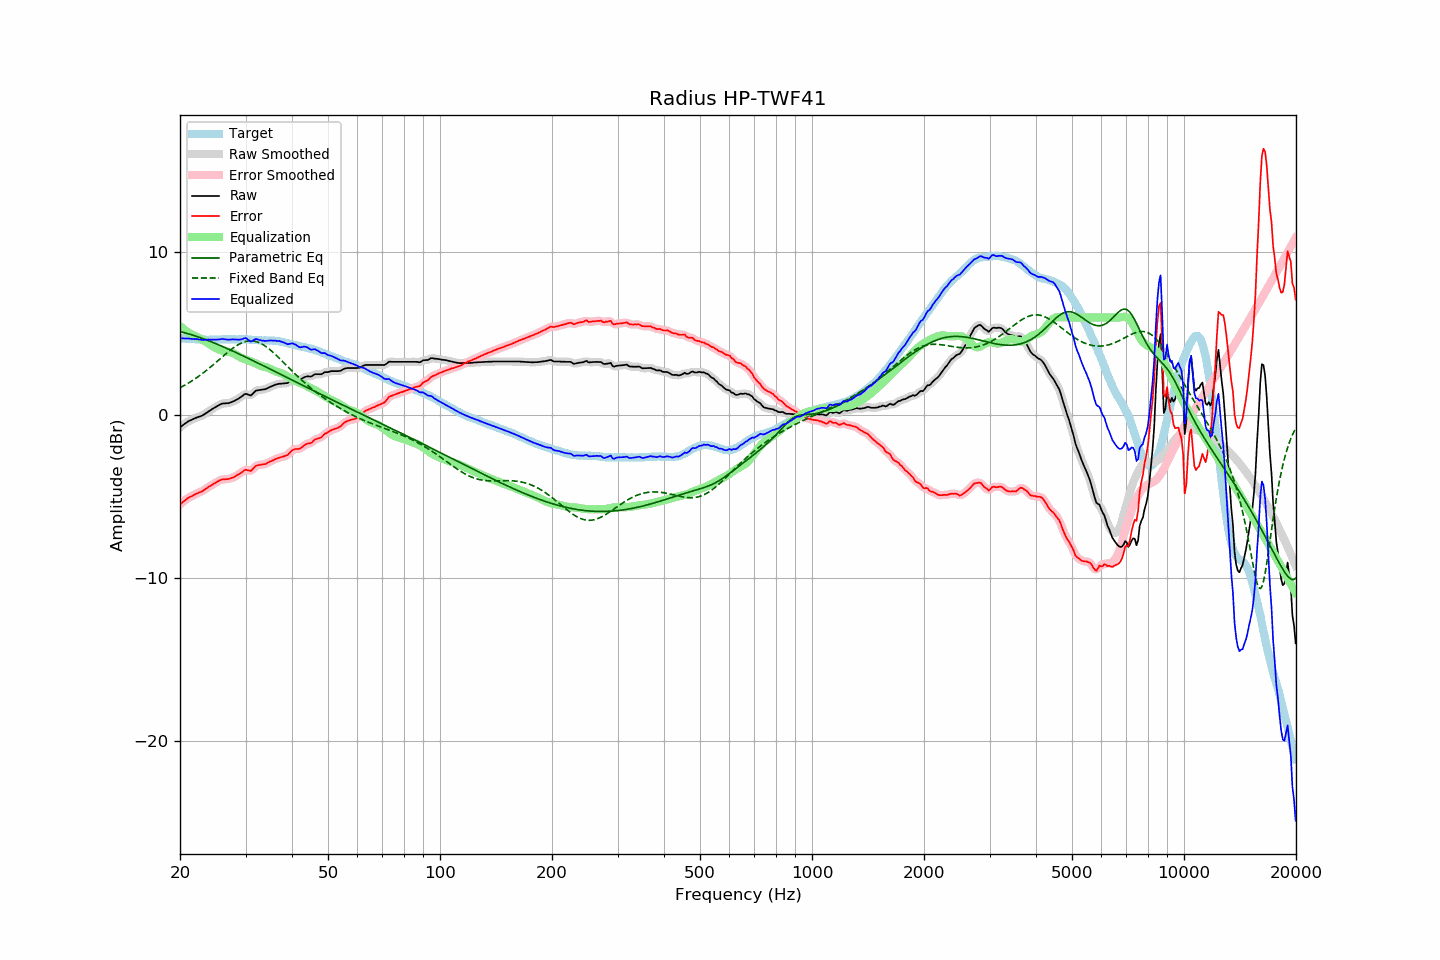 Radius HP-TWF41
Target
Raw Smoothed
Error Smoothed
Raw
Error
Equalization
Parametric Eq
Fixed Band Eq
Equalized
10
0
−10
−20
Amplitude (dBr)
20 50 100 200 500 1000 2000 5000 10000 20000
Frequency (Hz)